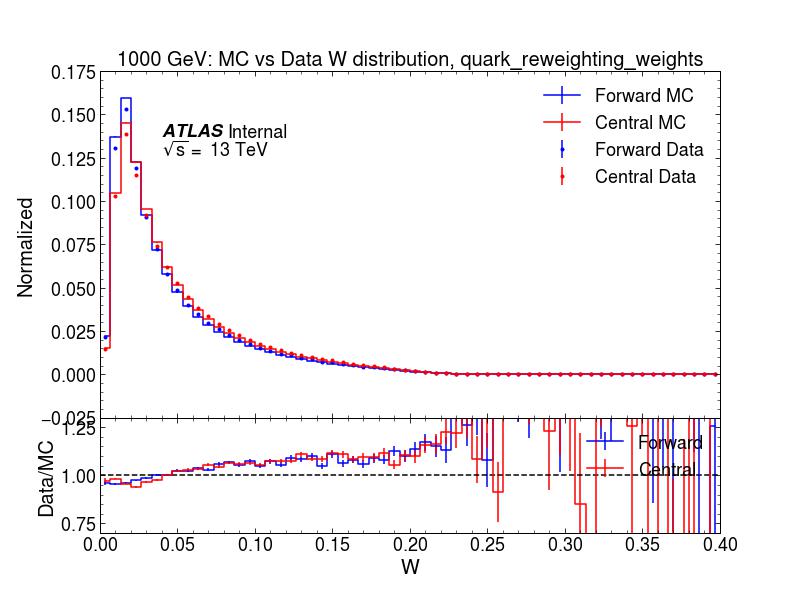 1000 GeV: MC vs Data W distribution, quark_reweighting_weights
0.175
0.150
0.125
0.100
0.075
0.050
0.025
0.000
−0.025
Normalized
ATLAS Internal
√s = 13 TeV
Forward MC
Central MC
Forward Data
Central Data
1.25
1.00
0.75
Data/MC
Forward
Central
0.00 0.05 0.10 0.15 0.20 0.25 0.30 0.35 0.40
W